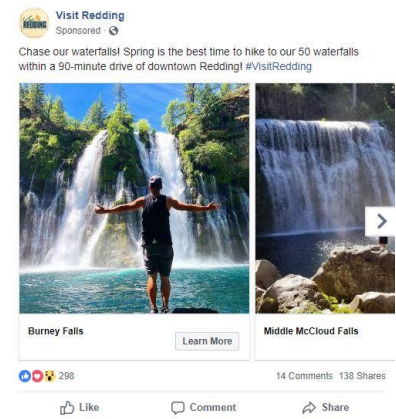 REDDING
Visit Redding
Sponsored ·
Chase our waterfalls! Spring is the best time to hike to our 50 waterfalls
within a 90-minute drive of downtown Redding! #VisitRedding
Burney Falls
Learn More
Middle McCloud Falls
298
14 Comments 138 Shares
Like Comment Share